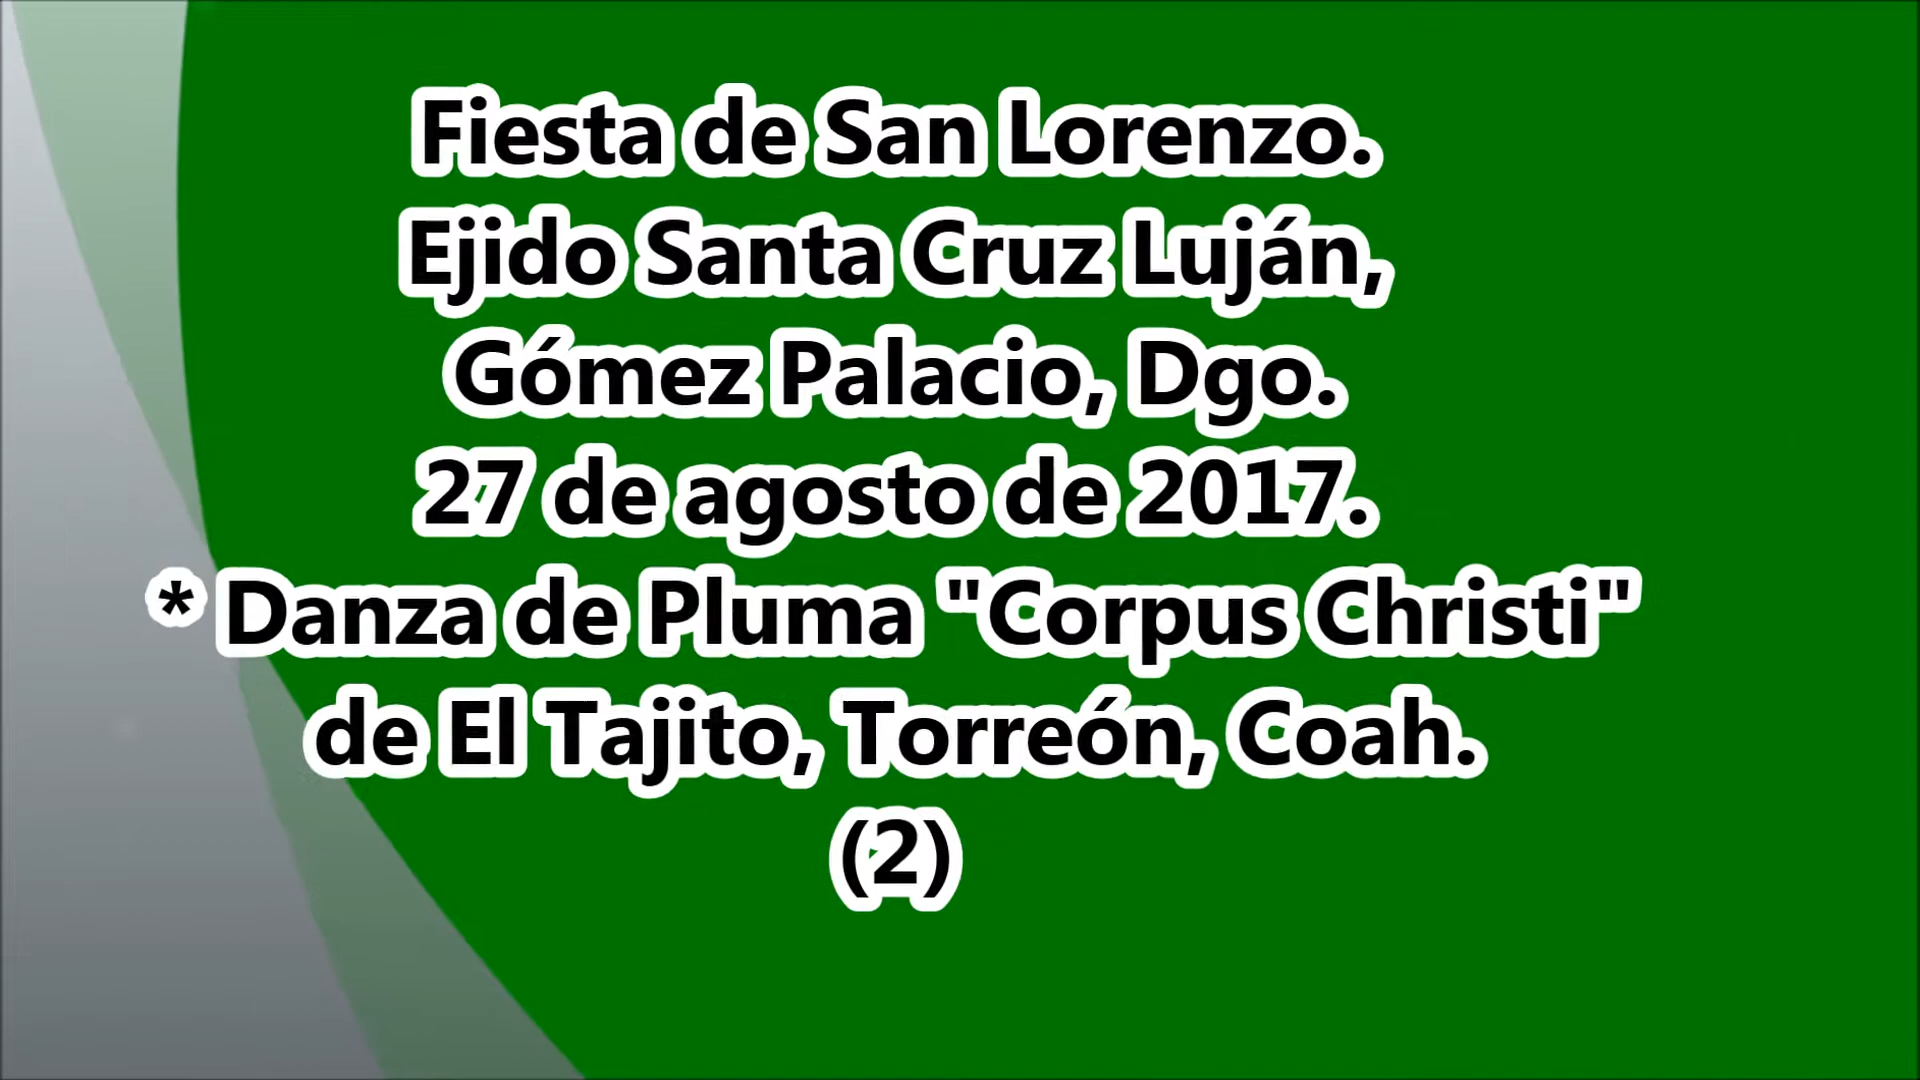 Fiesta de San Lorenzo.
Ejido Santa Cruz Luján,
Gómez Palacio, Dgo.
27 de agosto de 2017.
* Danza de Pluma "Corpus Christi"
de El Tajito, Torreón, Coah.
(2)